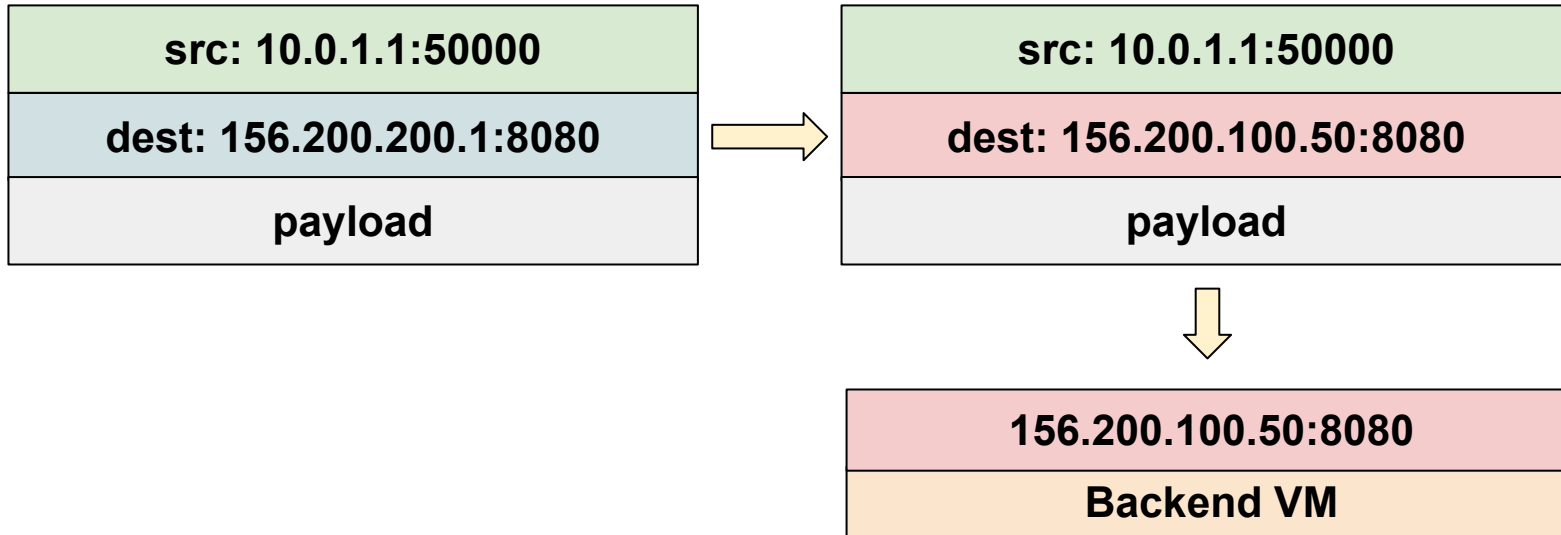 src: 10.0.1.1:50000
dest: 156.200.200.1:8080
payload
src: 10.0.1.1:50000
dest: 156.200.100.50:8080
payload
156.200.100.50:8080
Backend VM